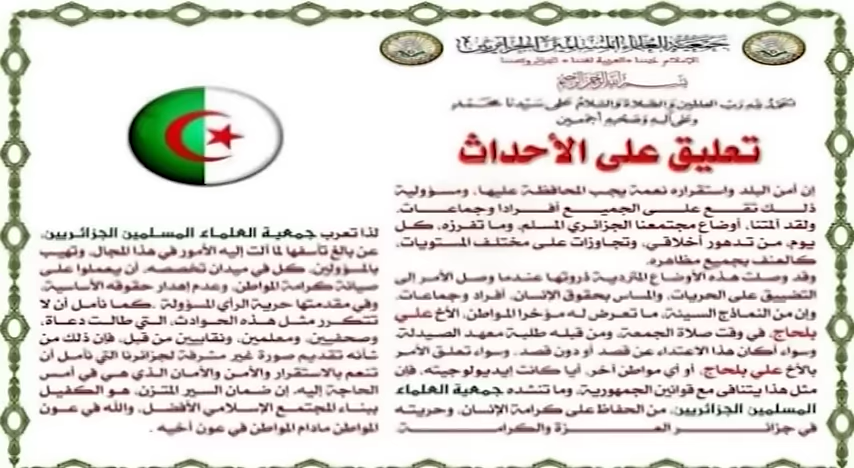 جمعية العلماء المسلمين الجزائريين
الإسلام ديننا * العربية لغتنا * الجزائر وطننا
بسم الله الرحمن الرحيم
الحمد لله رب العالمين والصلاة والسلام على سيدنا محمد
وعلى آله وصحبه أجمعين
تعليق على الأحداث
إن أمن البلد واستقراره نعمة يجب المحافظة عليها، ومسؤولية
ذلك تقع على الجميع أفرادا وجماعات.
ولقد آلمتنا، أوضاع مجتمعنا الجزائري المسلم، وما تفرزه، كل
يوم، من تدهور أخلاقي، وتجاوزات على مختلف المستويات،
كالعنف بجميع مظاهره.
وقد وصلت هذه الأوضاع المتردية ذروتها عندما وصل الأمر إلى
التضييق على الحريات، والمساس بحقوق الإنسان، أفراد وجماعات.
وإن من النماذج السيئة، ما تعرض له مؤخرا المواطن، الأخ علي
بلحاج، في وقت صلاة الجمعة، ومن قبله طلبة معهد الصيدلة
وسواء أكان هذا الاعتداء عن قصد أو دون قصد، وسواء تعلق الأمر
بالأخ علي بلحاج، أو أي مواطن آخر، أيا كانت إيديولوجيته، فإن
مثل هذا يتنافى مع قوانين الجمهورية، وما تنشده جمعية العلماء
المسلمين الجزائريين، من الحفاظ على كرامة الإنسان، وحريته
في جزائر العزة والكرامة.
لذا تعرب جمعية العلماء المسلمين الجزائريين،
عن بالغ تأسفها لما آلت إليه الأمور في هذا المجال، وتهيب
بالمسؤولين، كل في ميدان تخصصه، أن يعملوا على
صيانة كرامة المواطن، وعدم إهدار حقوقه الأساسية،
وفي مقدمتها حرية الرأي المسؤولة، كما نأمل أن لا
تتكرر مثل هذه الحوادث، التي طالت دعاة،
وصحفيين، ومعلمين، ونقابيين من قبل، فإن ذلك من
شأنه تقديم صورة غير مشرفة لجزائرنا التي نأمل أن
تنعم بالاستقرار والأمن والأمان الذي هي في أمس
الحاجة إليه. إن ضمان السير المتزن، هو الكفيل
ببناء المجتمع الإسلامي الأفضل، والله في عون
المواطن مادام المواطن في عون أخيه.